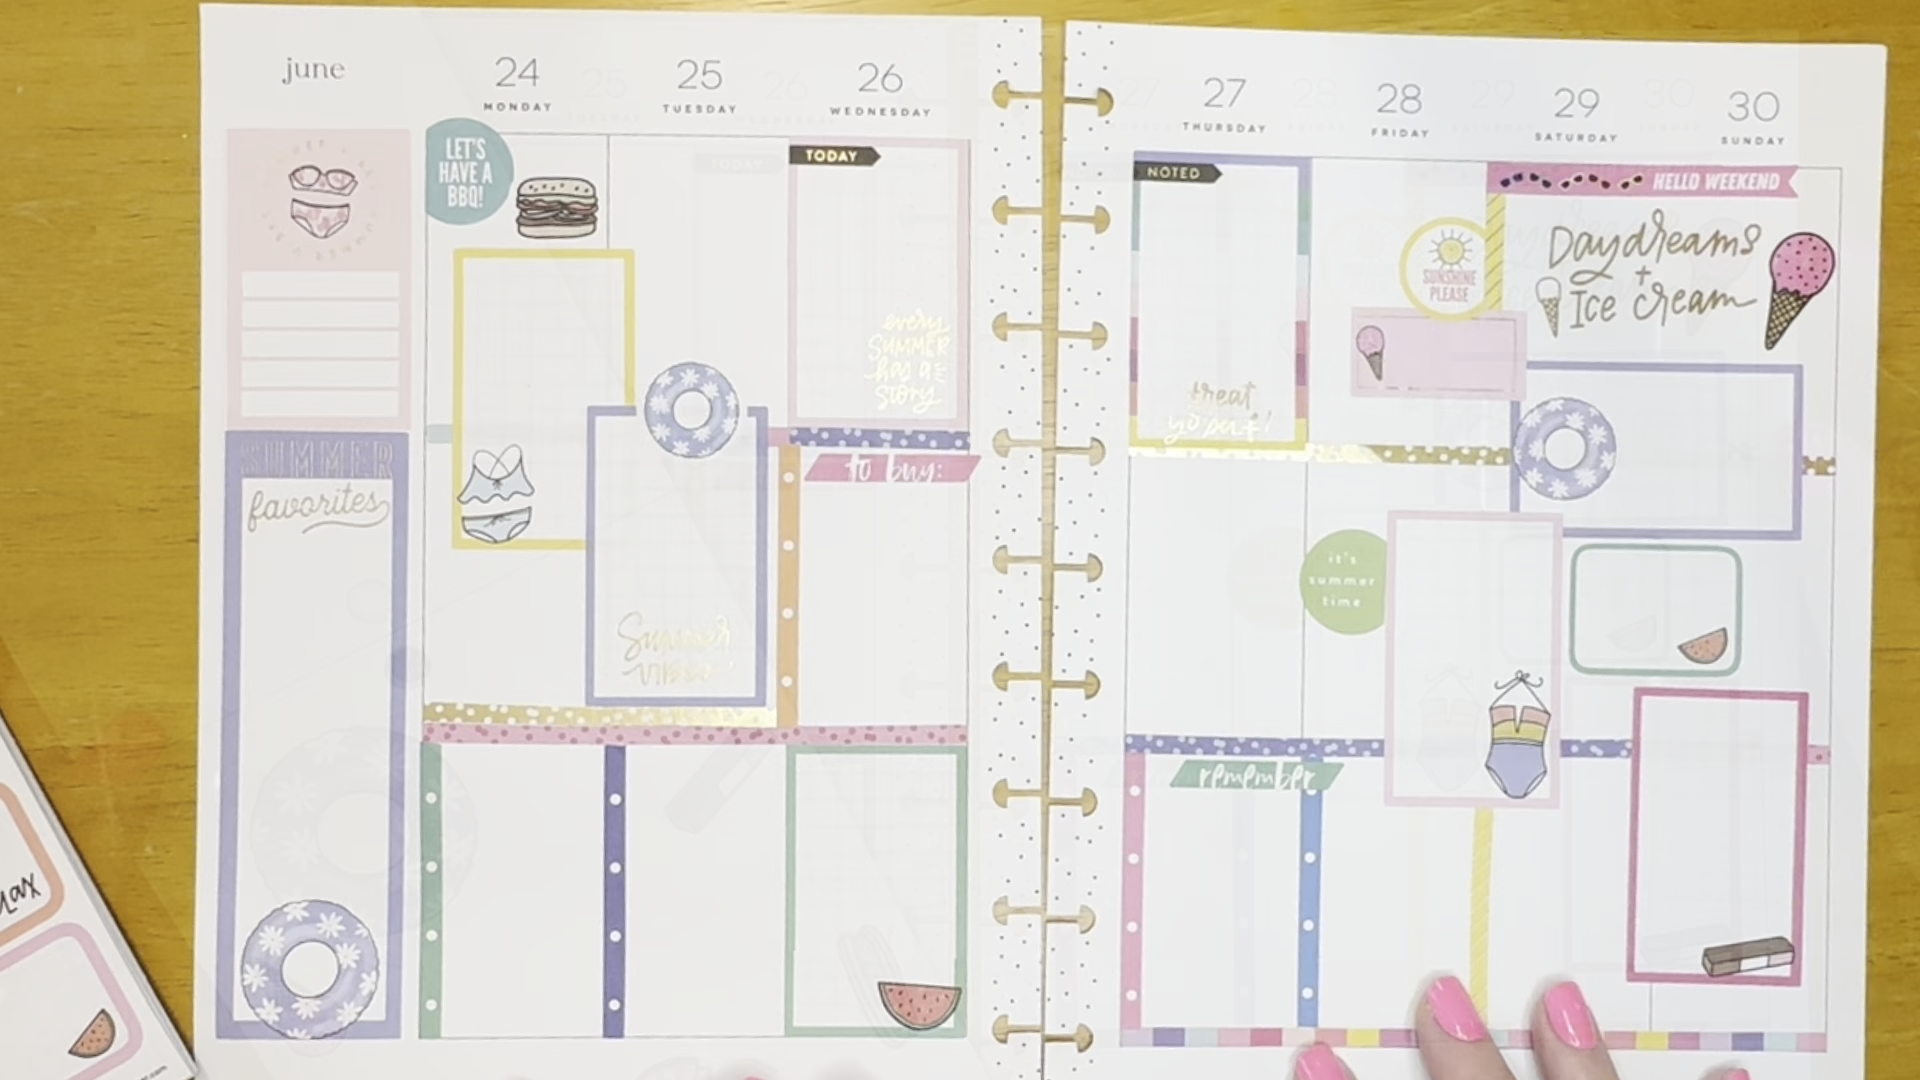 june
24
MONDAY
25
TUESDAY
26
WEDNESDAY
27
THURSDAY
28
FRIDAY
29
SATURDAY
30
SUNDAY
LET'S
HAVE A
BBQ!
TODAY
every
SUMMER
has a
story
SUMMER
favorites
to buy:
Summer
vibes
NOTED
treat
yo self!
HELLO WEEKEND
SUNSHINE
PLEASE
Daydreams
+
Ice cream
it's
summer
time
remember